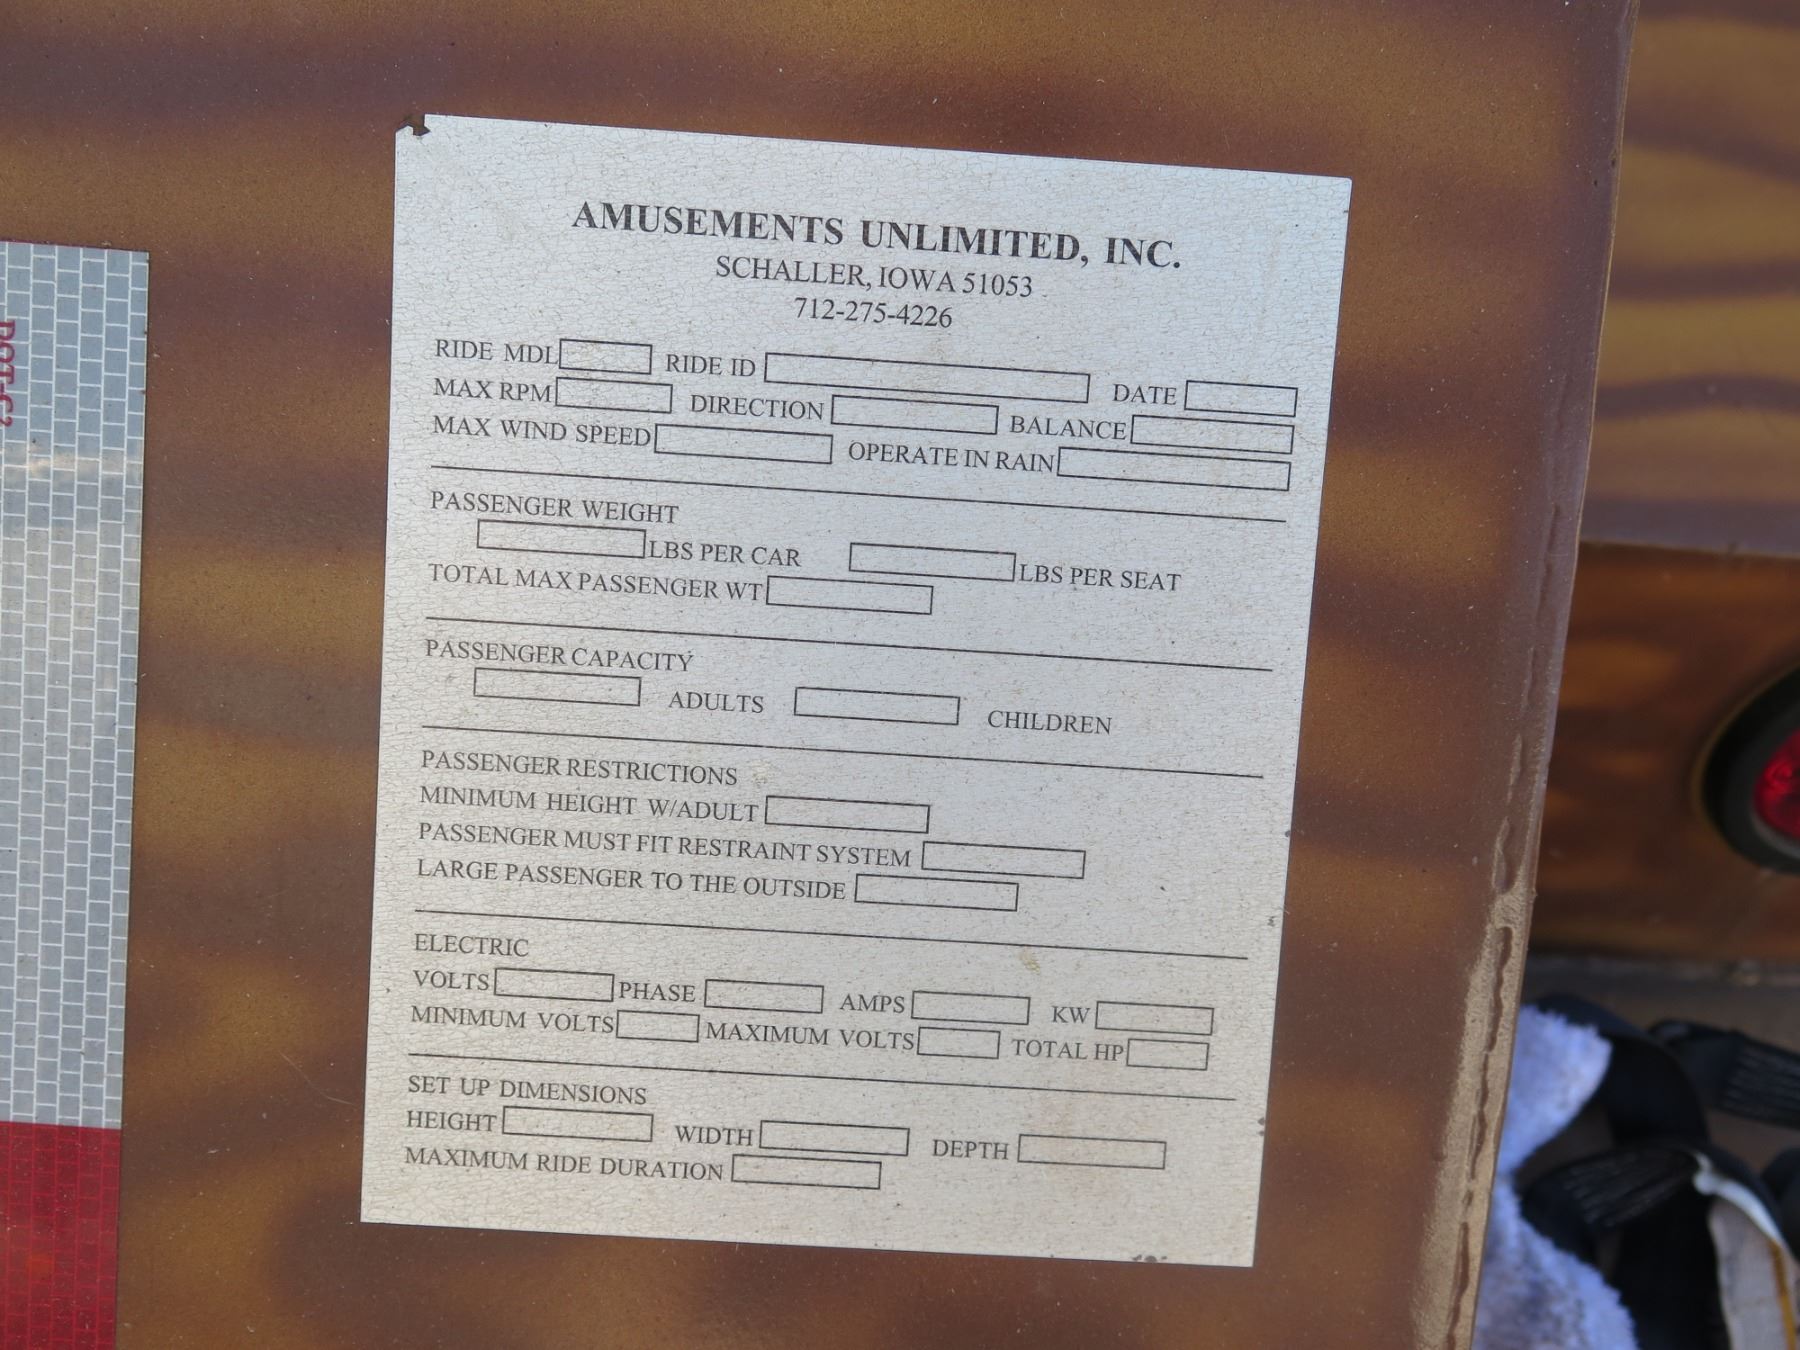 AMUSEMENTS UNLIMITED, INC.
SCHALLER, IOWA 51053
712-275-4226
RIDE MDL RIDE ID DATE
MAX RPM DIRECTION BALANCE
MAX WIND SPEED OPERATE IN RAIN
PASSENGER WEIGHT
LBS PER CAR LBS PER SEAT
TOTAL MAX PASSENGER WT
PASSENGER CAPACITY
ADULTS CHILDREN
PASSENGER RESTRICTIONS
MINIMUM HEIGHT W/ADULT
PASSENGER MUST FIT RESTRAINT SYSTEM
LARGE PASSENGER TO THE OUTSIDE
ELECTRIC
VOLTS PHASE AMPS KW
MINIMUM VOLTS MAXIMUM VOLTS TOTAL HP
SET UP DIMENSIONS
HEIGHT WIDTH DEPTH
MAXIMUM RIDE DURATION
DOT-C2